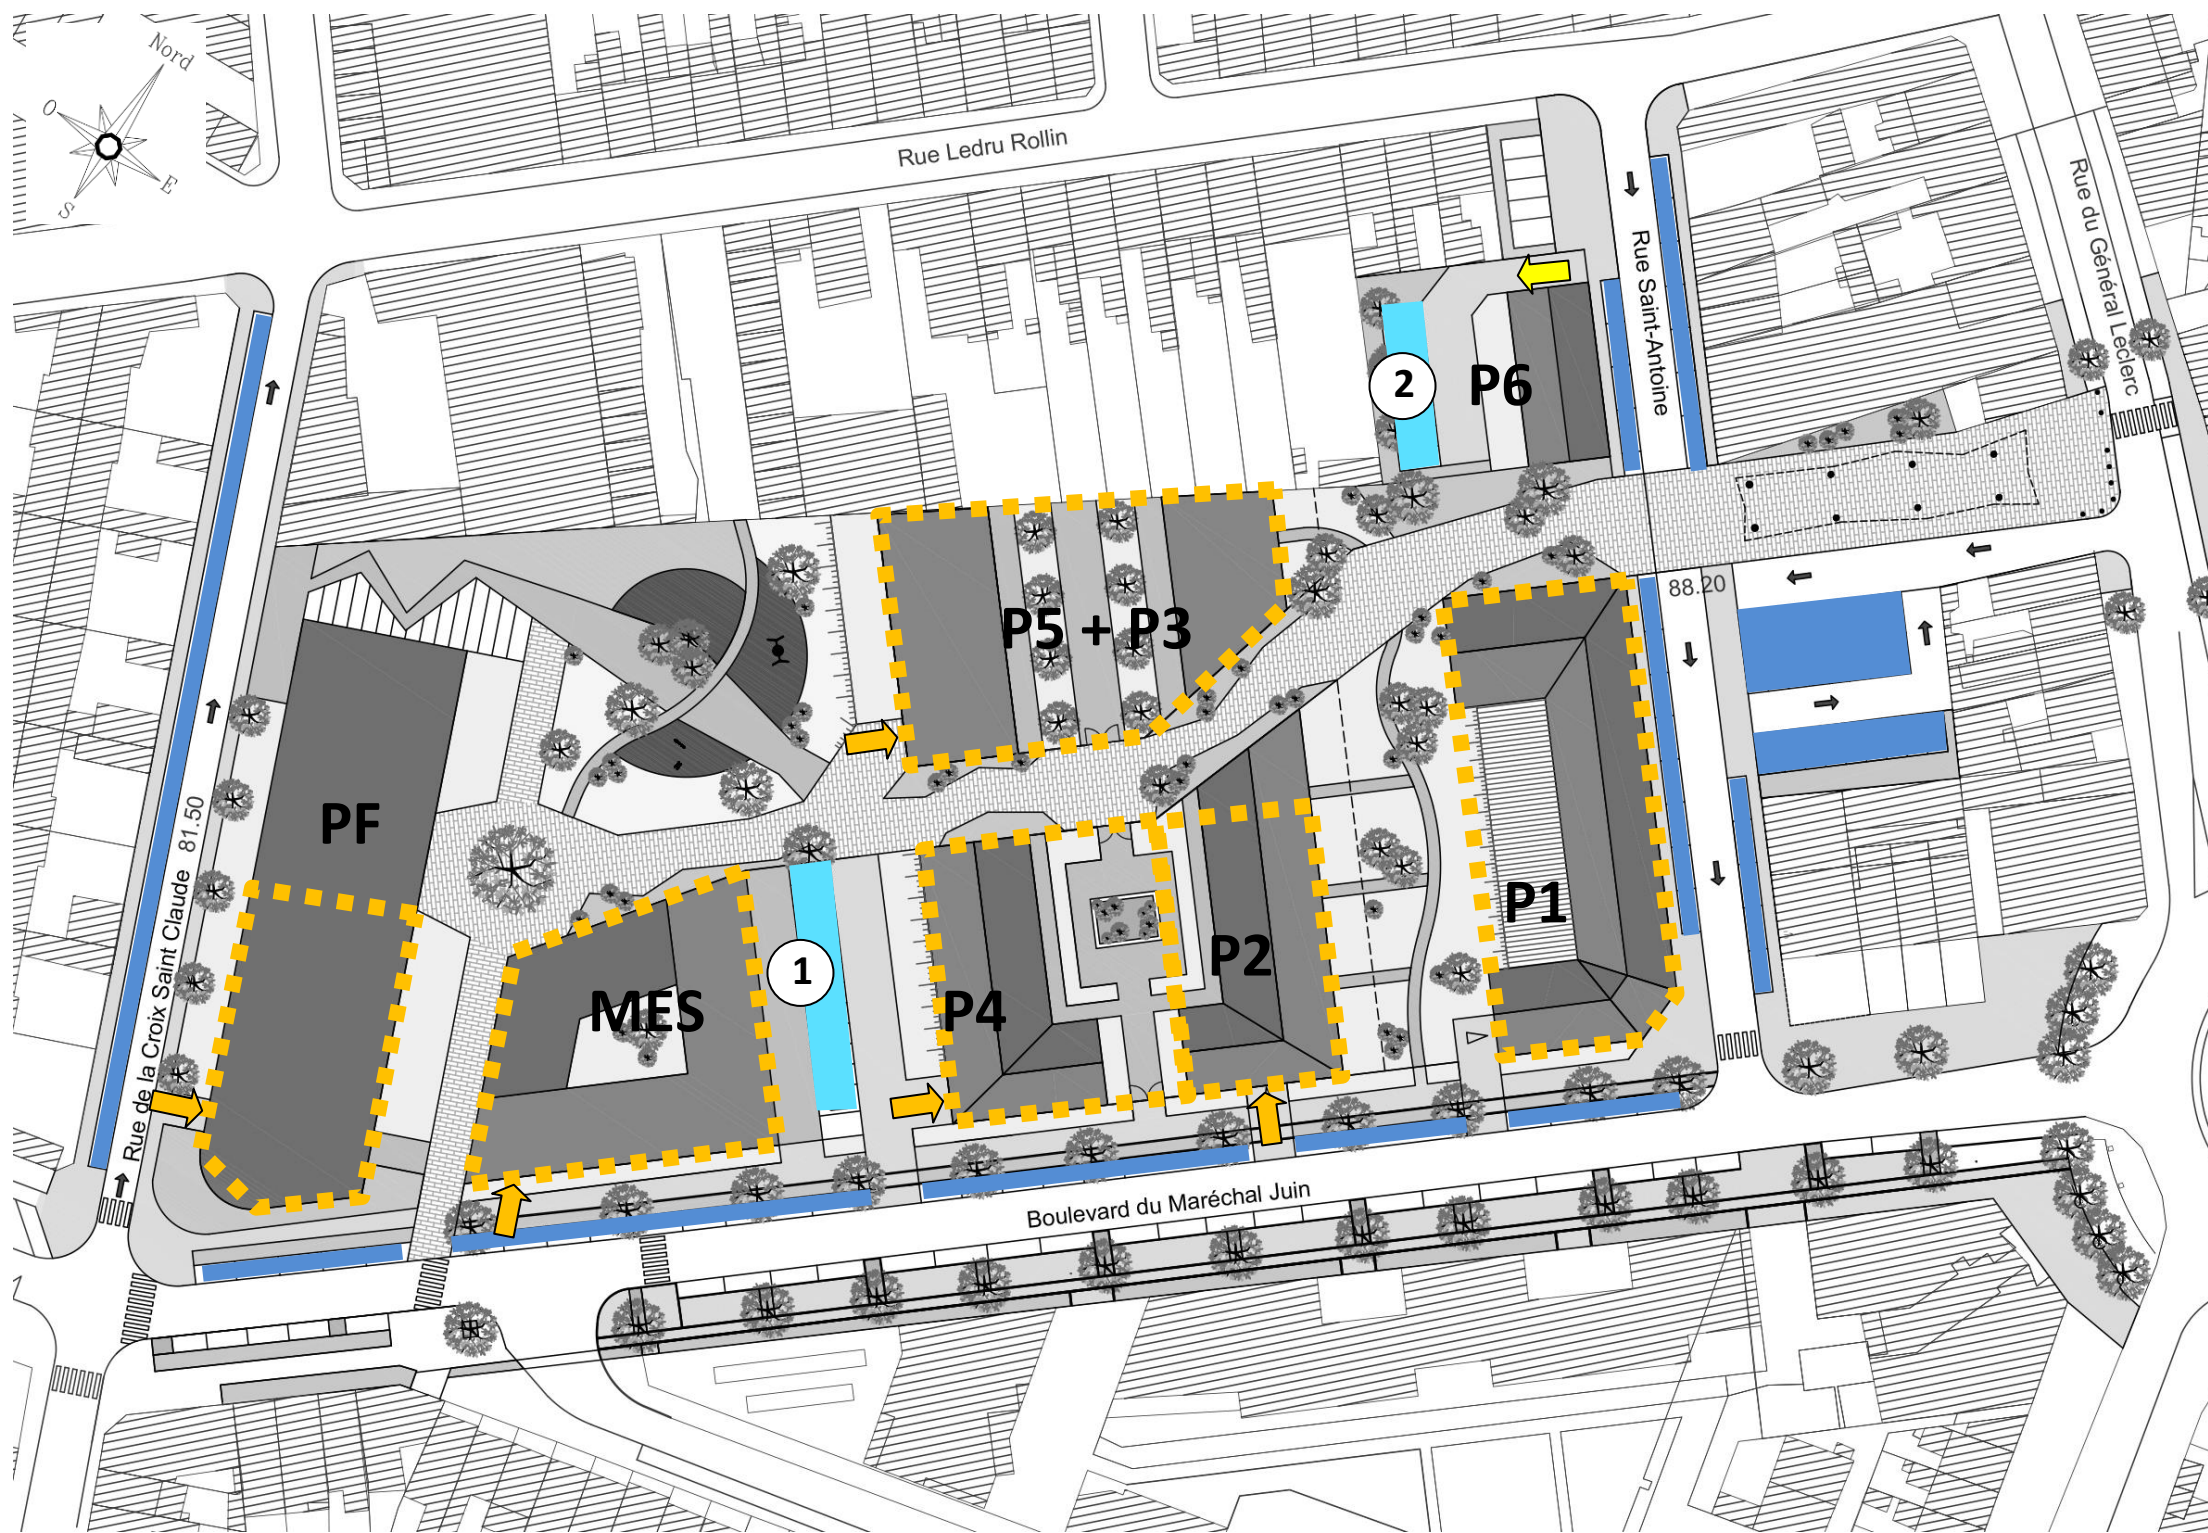 Nord
O
E
S
Rue Ledru Rollin
Rue du Général Leclerc
Rue Saint-Antoine
2
P6
88.20
P5 + P3
PF
P1
P2
1
MES
P4
Rue de la Croix Saint Claude 81.50
Boulevard du Maréchal Juin